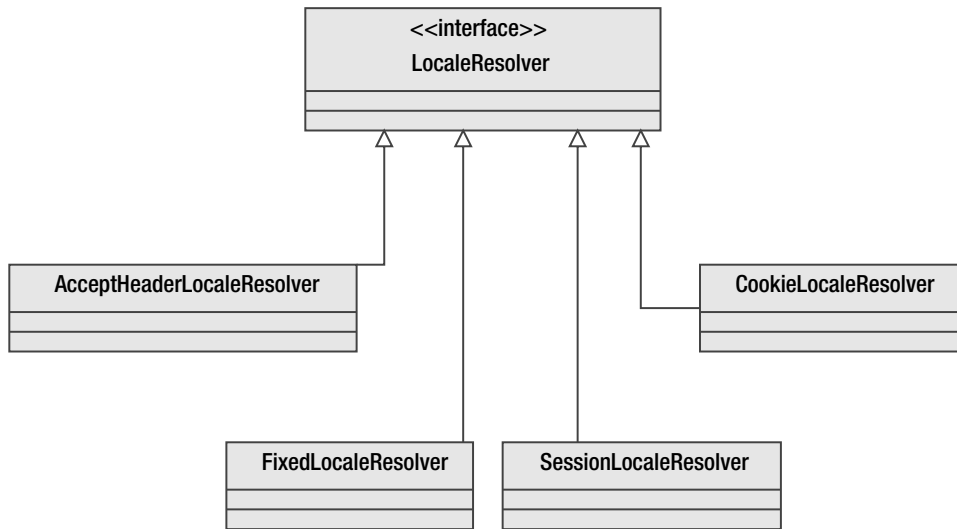 <<interface>>
LocaleResolver
AcceptHeaderLocaleResolver
CookieLocaleResolver
FixedLocaleResolver
SessionLocaleResolver